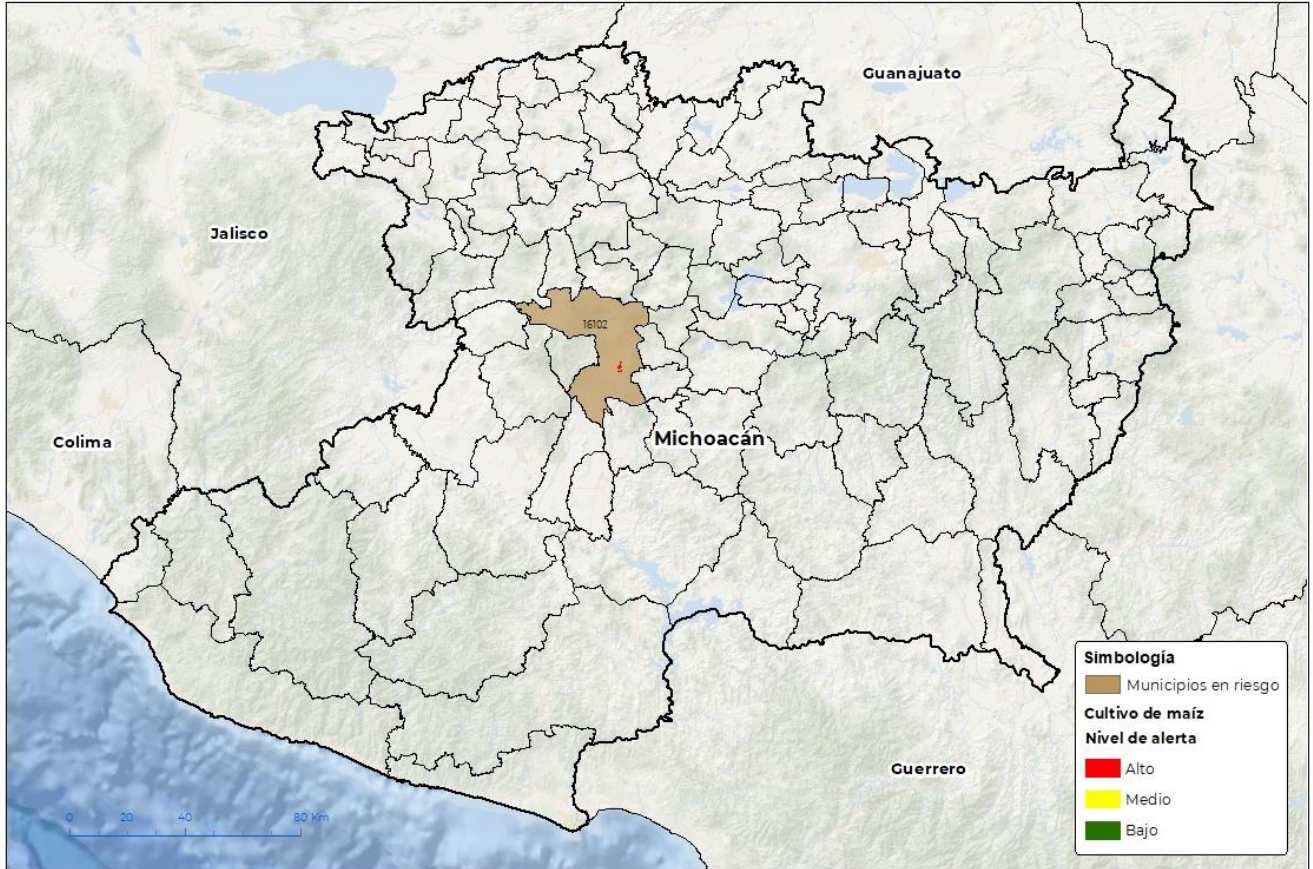 Guanajuato
Jalisco
16102
Colima
Michoacán
Guerrero
0 20 40 80 Km
Simbología
Municipios en riesgo
Cultivo de maíz
Nivel de alerta
Alto
Medio
Bajo